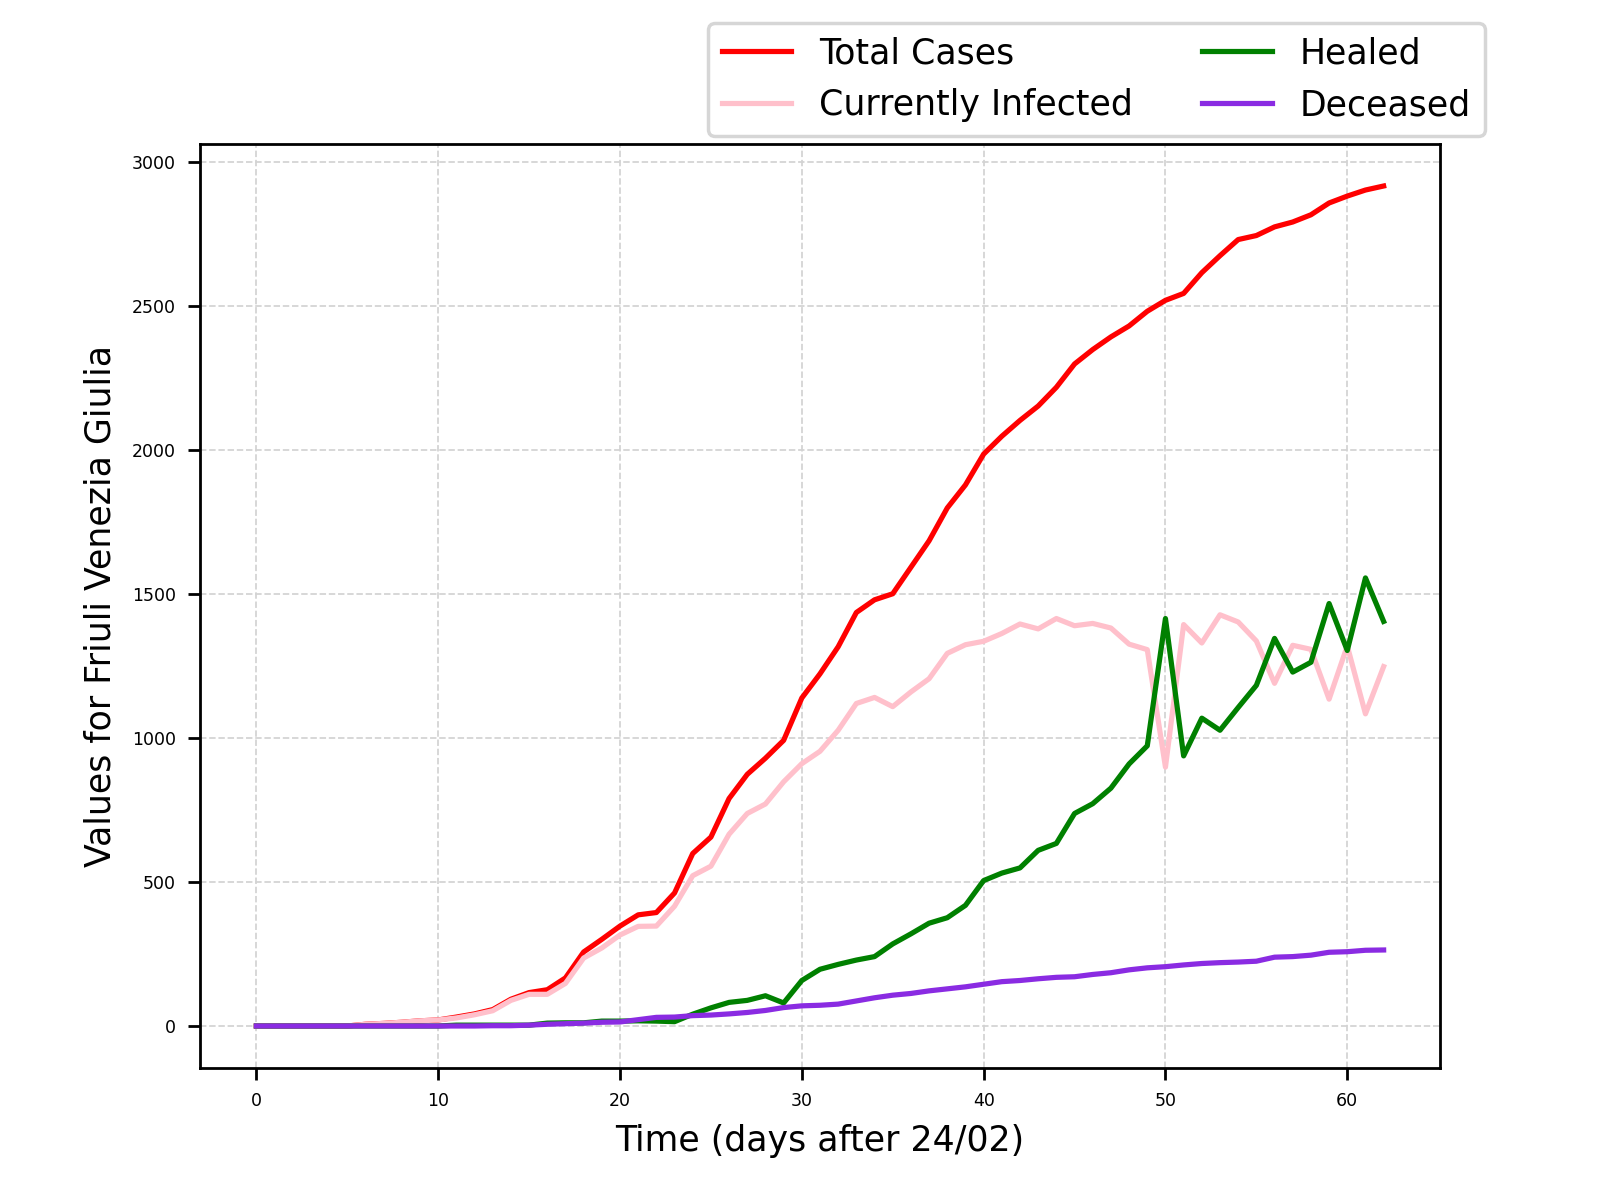 Total Cases
Currently Infected
Healed
Deceased
Values for Friuli Venezia Giulia
3000
2500
2000
1500
1000
500
0
0 10 20 30 40 50 60
Time (days after 24/02)